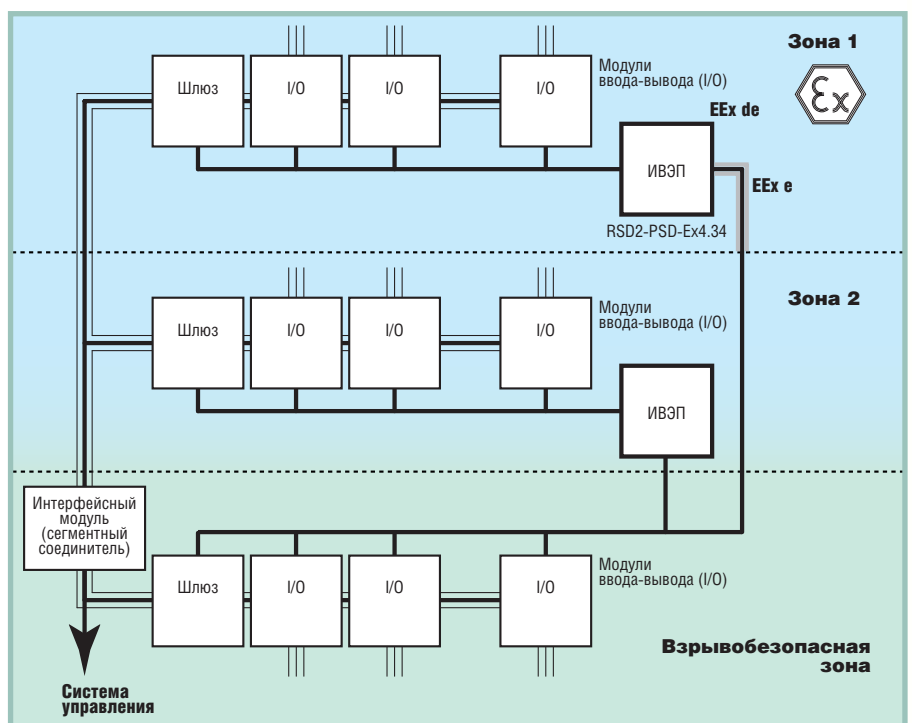 Зона 1
Модули
ввода-вывода (I/O)
Шлюз
I/O
I/O
I/O
Ex
EEx de
ИВЭП
EEx e
RSD2-PSD-Ex4.34
Зона 2
Модули
ввода-вывода (I/O)
Шлюз
I/O
I/O
I/O
ИВЭП
Интерфейсный
модуль
(сегментный
соединитель)
Модули
ввода-вывода (I/O)
Шлюз
I/O
I/O
I/O
Взрывобезопасная
зона
Система
управления